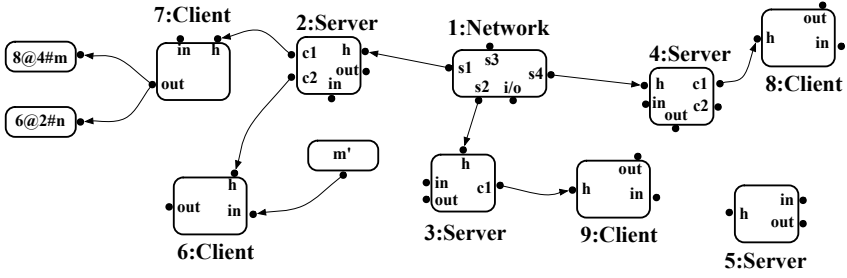 7:Client
in h
out
8@4#m
6@2#n
2:Server
c1 h
c2 out
in
1:Network
s3
s1 s4
s2 i/o
4:Server
h c1
in c2
out
out
h in
8:Client
h
out in
6:Client
m'
h
in c1
out
3:Server
out
h in
9:Client
in
h
out
5:Server